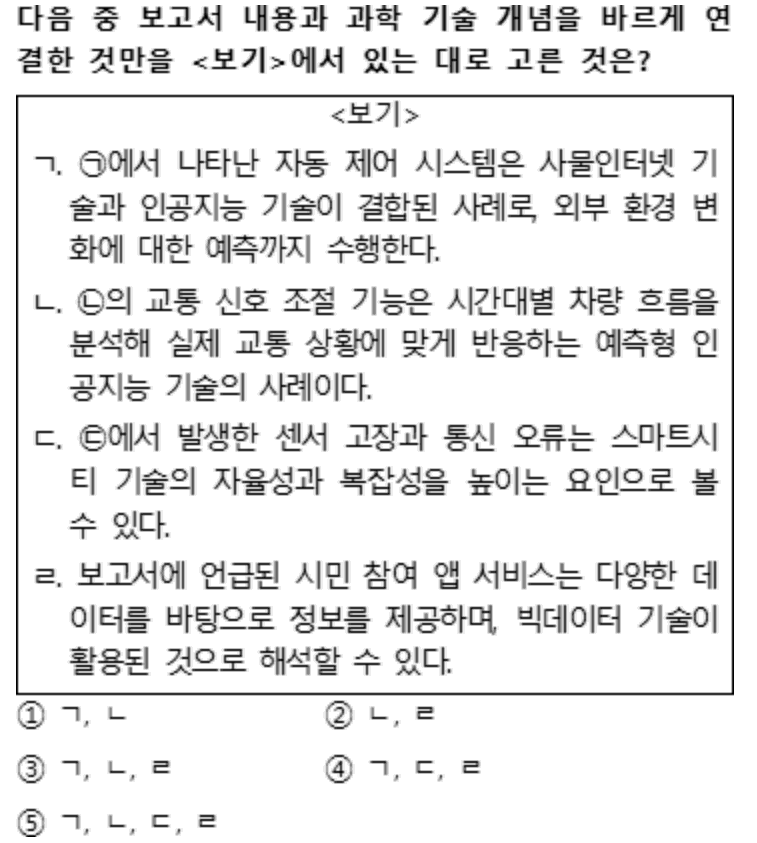 다음 중 보고서 내용과 과학 기술 개념을 바르게 연
결한 것만을 <보기>에서 있는 대로 고른 것은?
<보기>
ㄱ. ㉠에서 나타난 자동 제어 시스템은 사물인터넷 기
술과 인공지능 기술이 결합된 사례로, 외부 환경 변
화에 대한 예측까지 수행한다.
ㄴ. ㉡의 교통 신호 조절 기능은 시간대별 차량 흐름을
분석해 실제 교통 상황에 맞게 반응하는 예측형 인
공지능 기술의 사례이다.
ㄷ. ㉢에서 발생한 센서 고장과 통신 오류는 스마트시
티 기술의 자율성과 복잡성을 높이는 요인으로 볼
수 있다.
ㄹ. 보고서에 언급된 시민 참여 앱 서비스는 다양한 데
이터를 바탕으로 정보를 제공하며, 빅데이터 기술이
활용된 것으로 해석할 수 있다.
① ㄱ, ㄴ ② ㄴ, ㄹ
③ ㄱ, ㄴ, ㄹ ④ ㄱ, ㄷ, ㄹ
⑤ ㄱ, ㄴ, ㄷ, ㄹ